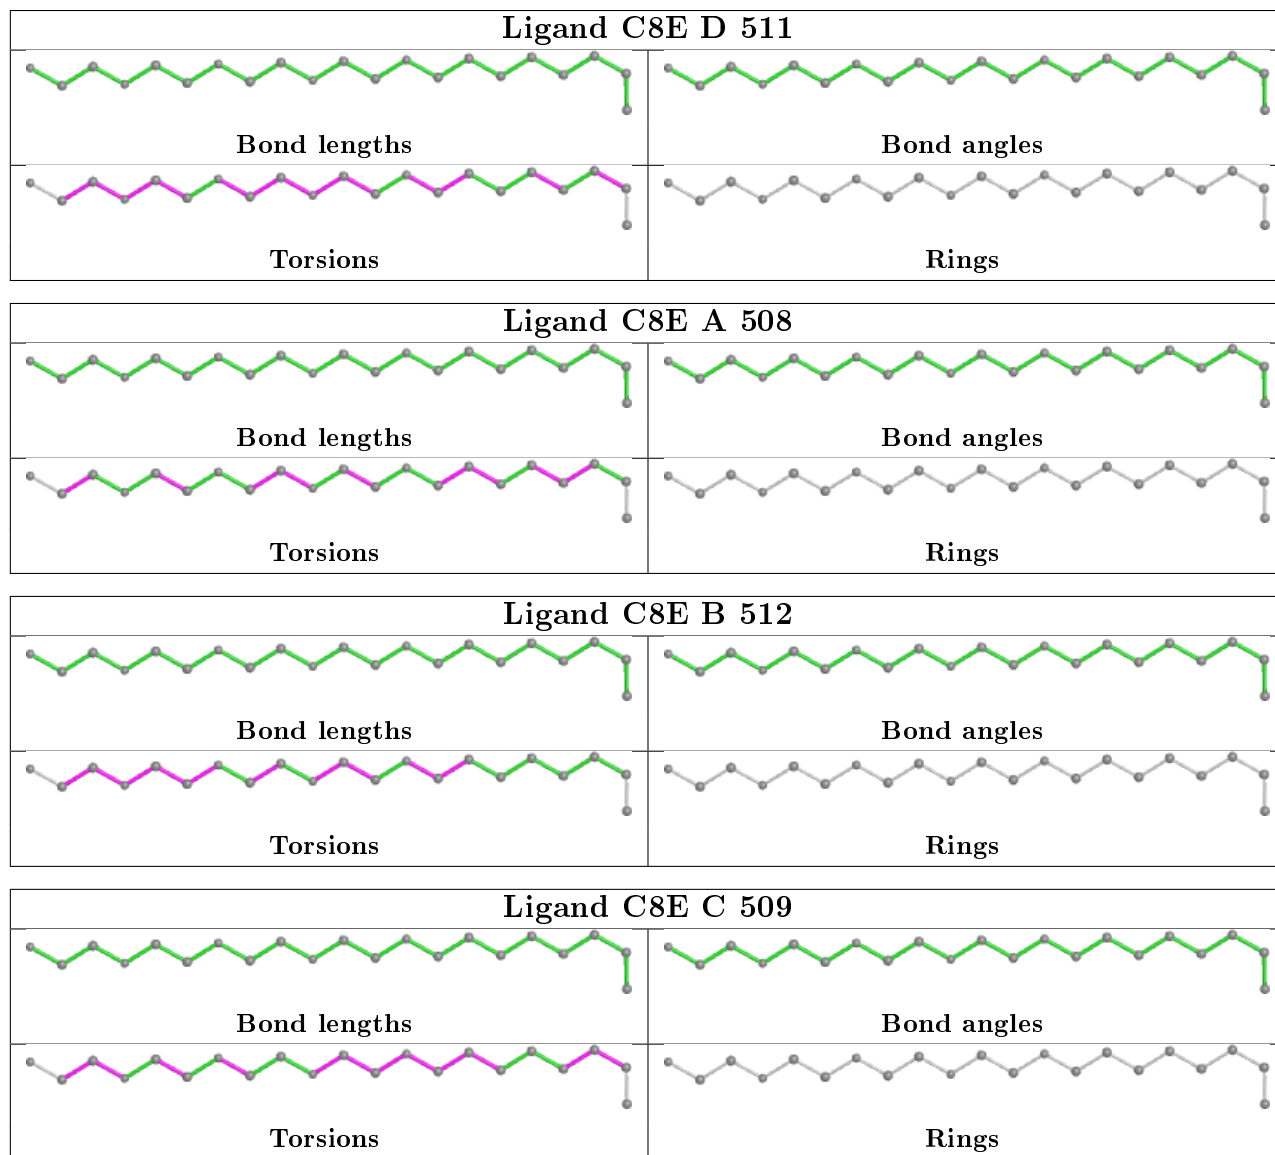 Ligand C8E D 511
Bond lengths
Bond angles
Torsions
Rings
Ligand C8E A 508
Bond lengths
Bond angles
Torsions
Rings
Ligand C8E B 512
Bond lengths
Bond angles
Torsions
Rings
Ligand C8E C 509
Bond lengths
Bond angles
Torsions
Rings